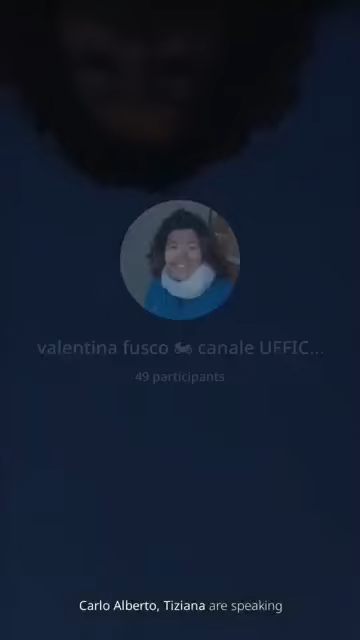 valentina fusco 🏍 canale UFFIC...
49 participants
Carlo Alberto, Tiziana are speaking